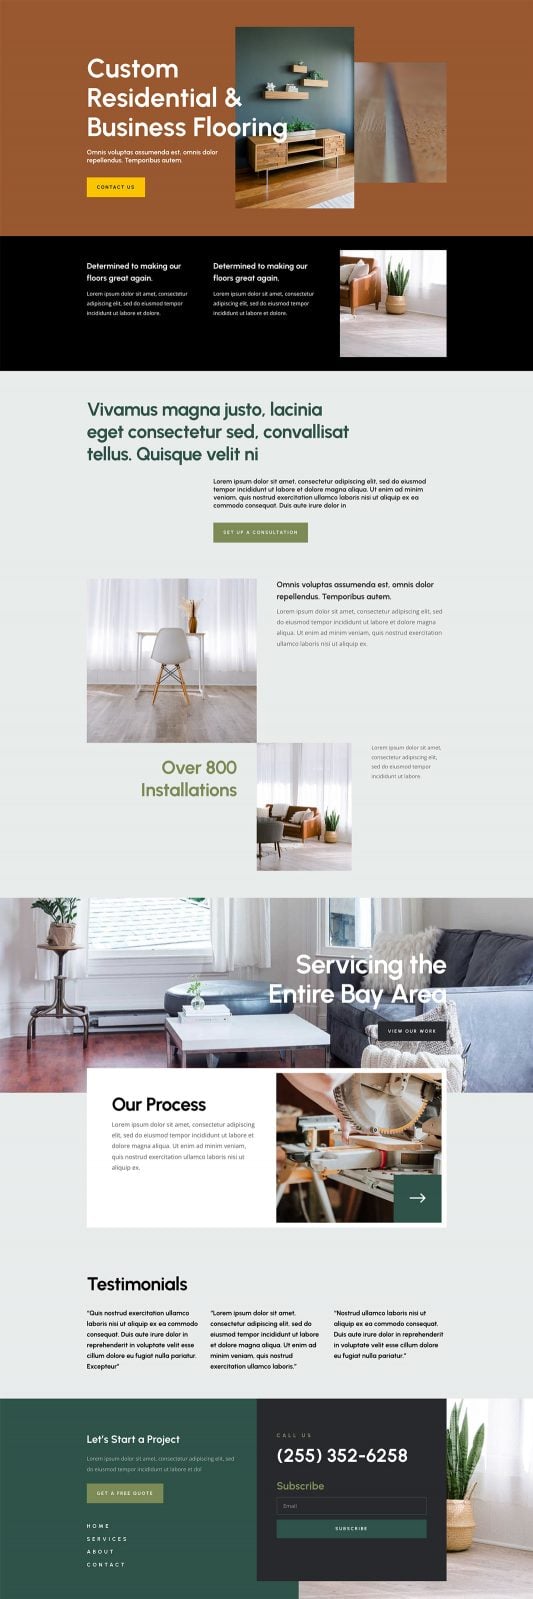 Custom
Residential &
Business Flooring
Omnis voluptas assumenda est, omnis dolor
repellendus. Temporibus autem.
CONTACT US
Determined to making our
floors great again.
Lorem ipsum dolor sit amet, consectetur
adipiscing elit, sed do eiusmod tempor
incididunt ut labore et dolore.
Determined to making our
floors great again.
Lorem ipsum dolor sit amet, consectetur
adipiscing elit, sed do eiusmod tempor
incididunt ut labore et dolore.
Vivamus magna justo, lacinia
eget consectetur sed, convallisat
tellus. Quisque velit ni
Lorem ipsum dolor sit amet, consectetur adipiscing elit, sed do eiusmod
tempor incididunt ut labore et dolore magna aliqua. Ut enim ad minim
veniam, quis nostrud exercitation ullamco laboris nisi ut aliquip ex ea
commodo consequat. Duis aute irure dolor in
SET UP A CONSULTATION
Omnis voluptas assumenda est, omnis dolor
repellendus. Temporibus autem.
Lorem ipsum dolor sit amet, consectetur adipiscing elit, sed
do eiusmod tempor incididunt ut labore et dolore magna
aliqua. Ut enim ad minim veniam, quis nostrud exercitation
ullamco laboris nisi ut aliquip ex.
Over 800
Installations
Lorem ipsum dolor sit amet,
consectetur adipiscing elit,
sed do eiusmod tempor
incididunt ut labore.
Servicing the
Entire Bay Area
VIEW OUR WORK
Our Process
Lorem ipsum dolor sit amet, consectetur adipiscing
elit, sed do eiusmod tempor incididunt ut labore et
dolore magna aliqua. Ut enim ad minim veniam,
quis nostrud exercitation ullamco laboris nisi ut
aliquip ex.
Testimonials
"Quis nostrud exercitation ullamco
laboris nisi ut aliquip ex ea commodo
consequat. Duis aute irure dolor in
reprehenderit in voluptate velit esse
cillum dolore eu fugiat nulla pariatur.
Excepteur"
"Lorem ipsum dolor sit amet,
consectetur adipiscing elit, sed do
eiusmod tempor incididunt ut labore
et dolore magna aliqua. Ut enim ad
minim veniam, quis nostrud
exercitation ullamco laboris."
"Nostrud ullamco laboris nisi ut
aliquip ex ea commodo consequat.
Duis aute irure dolor in reprehenderit
in voluptate velit esse cillum dolore
eu fugiat nulla pariatur."
Let's Start a Project
Lorem ipsum dolor sit amet, consectetur adipiscing elit, sed
do eiusmod tempor incididunt ut labore et dol
GET A FREE QUOTE
HOME
SERVICES
ABOUT
CONTACT
CALL US
(255) 352-6258
Subscribe
Email
SUBSCRIBE